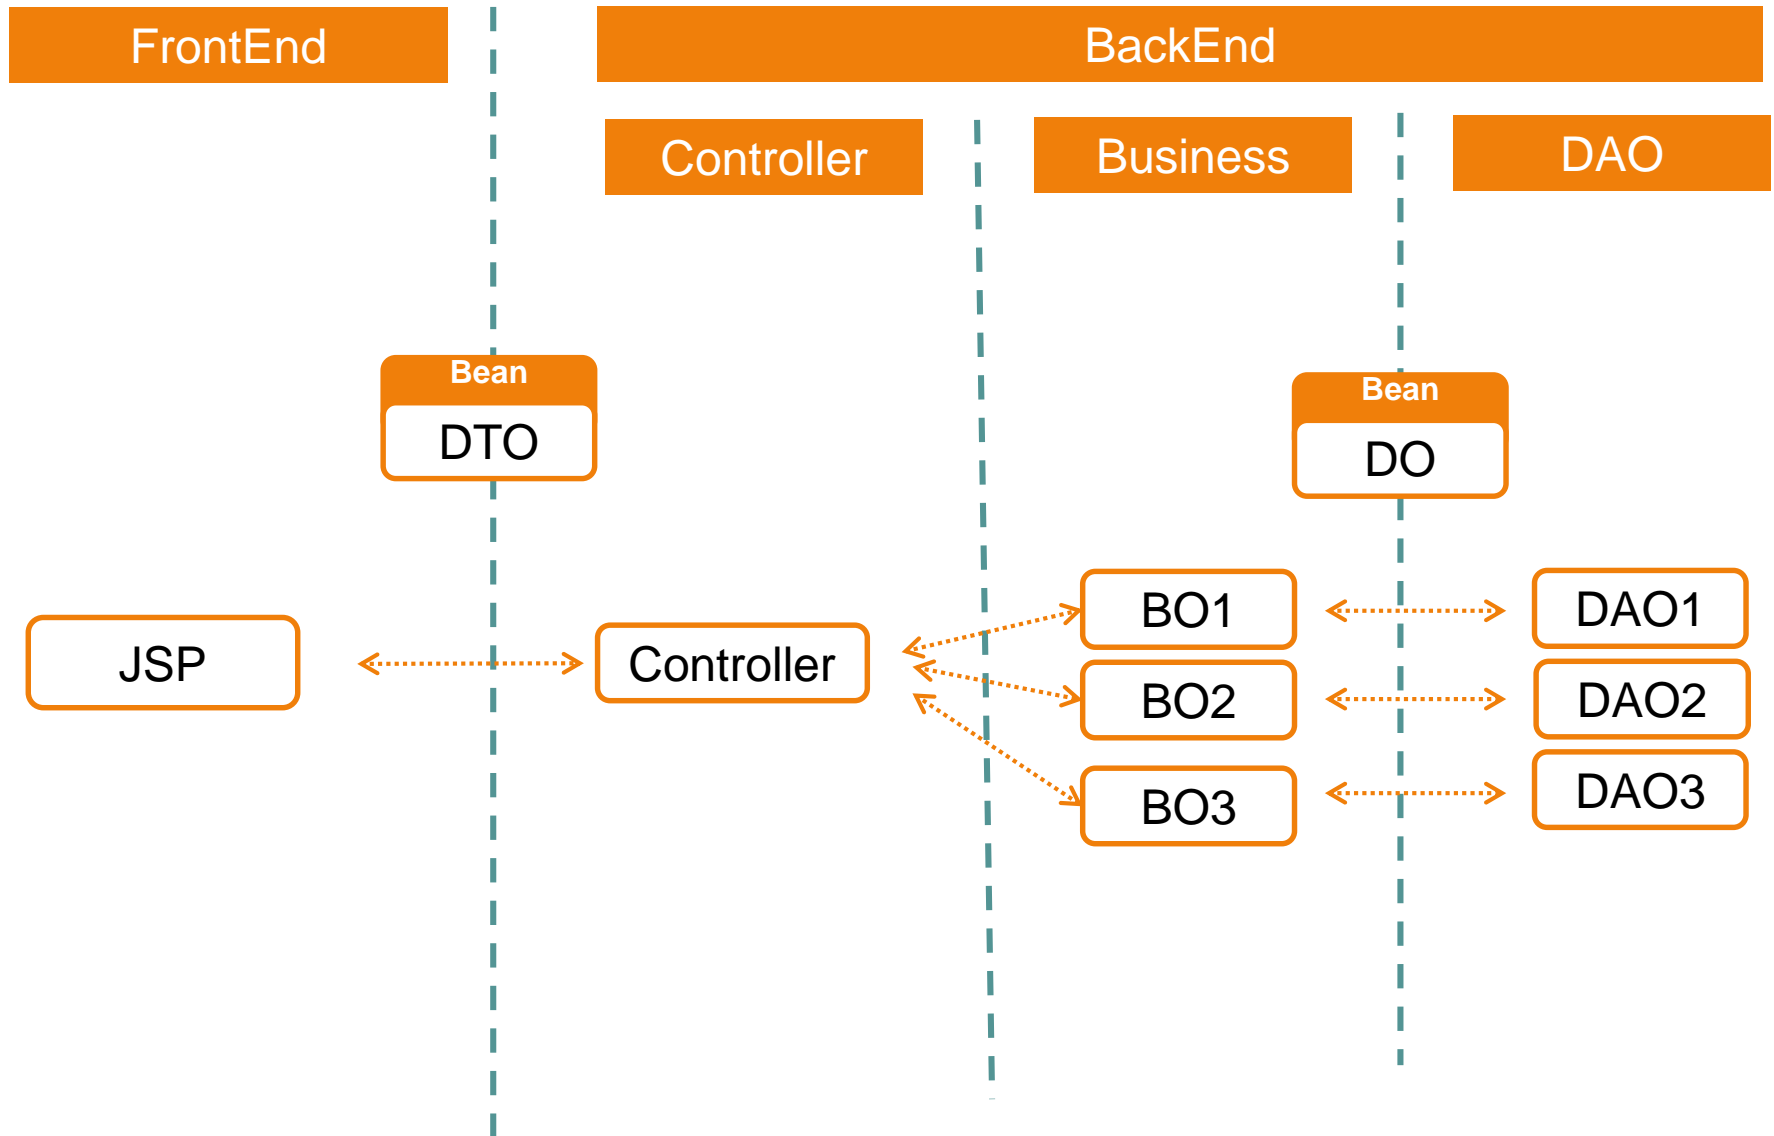 FrontEnd
BackEnd
Controller
Business
DAO
Bean
DTO
Bean
DO
JSP
Controller
BO1
DAO1
BO2
DAO2
BO3
DAO3